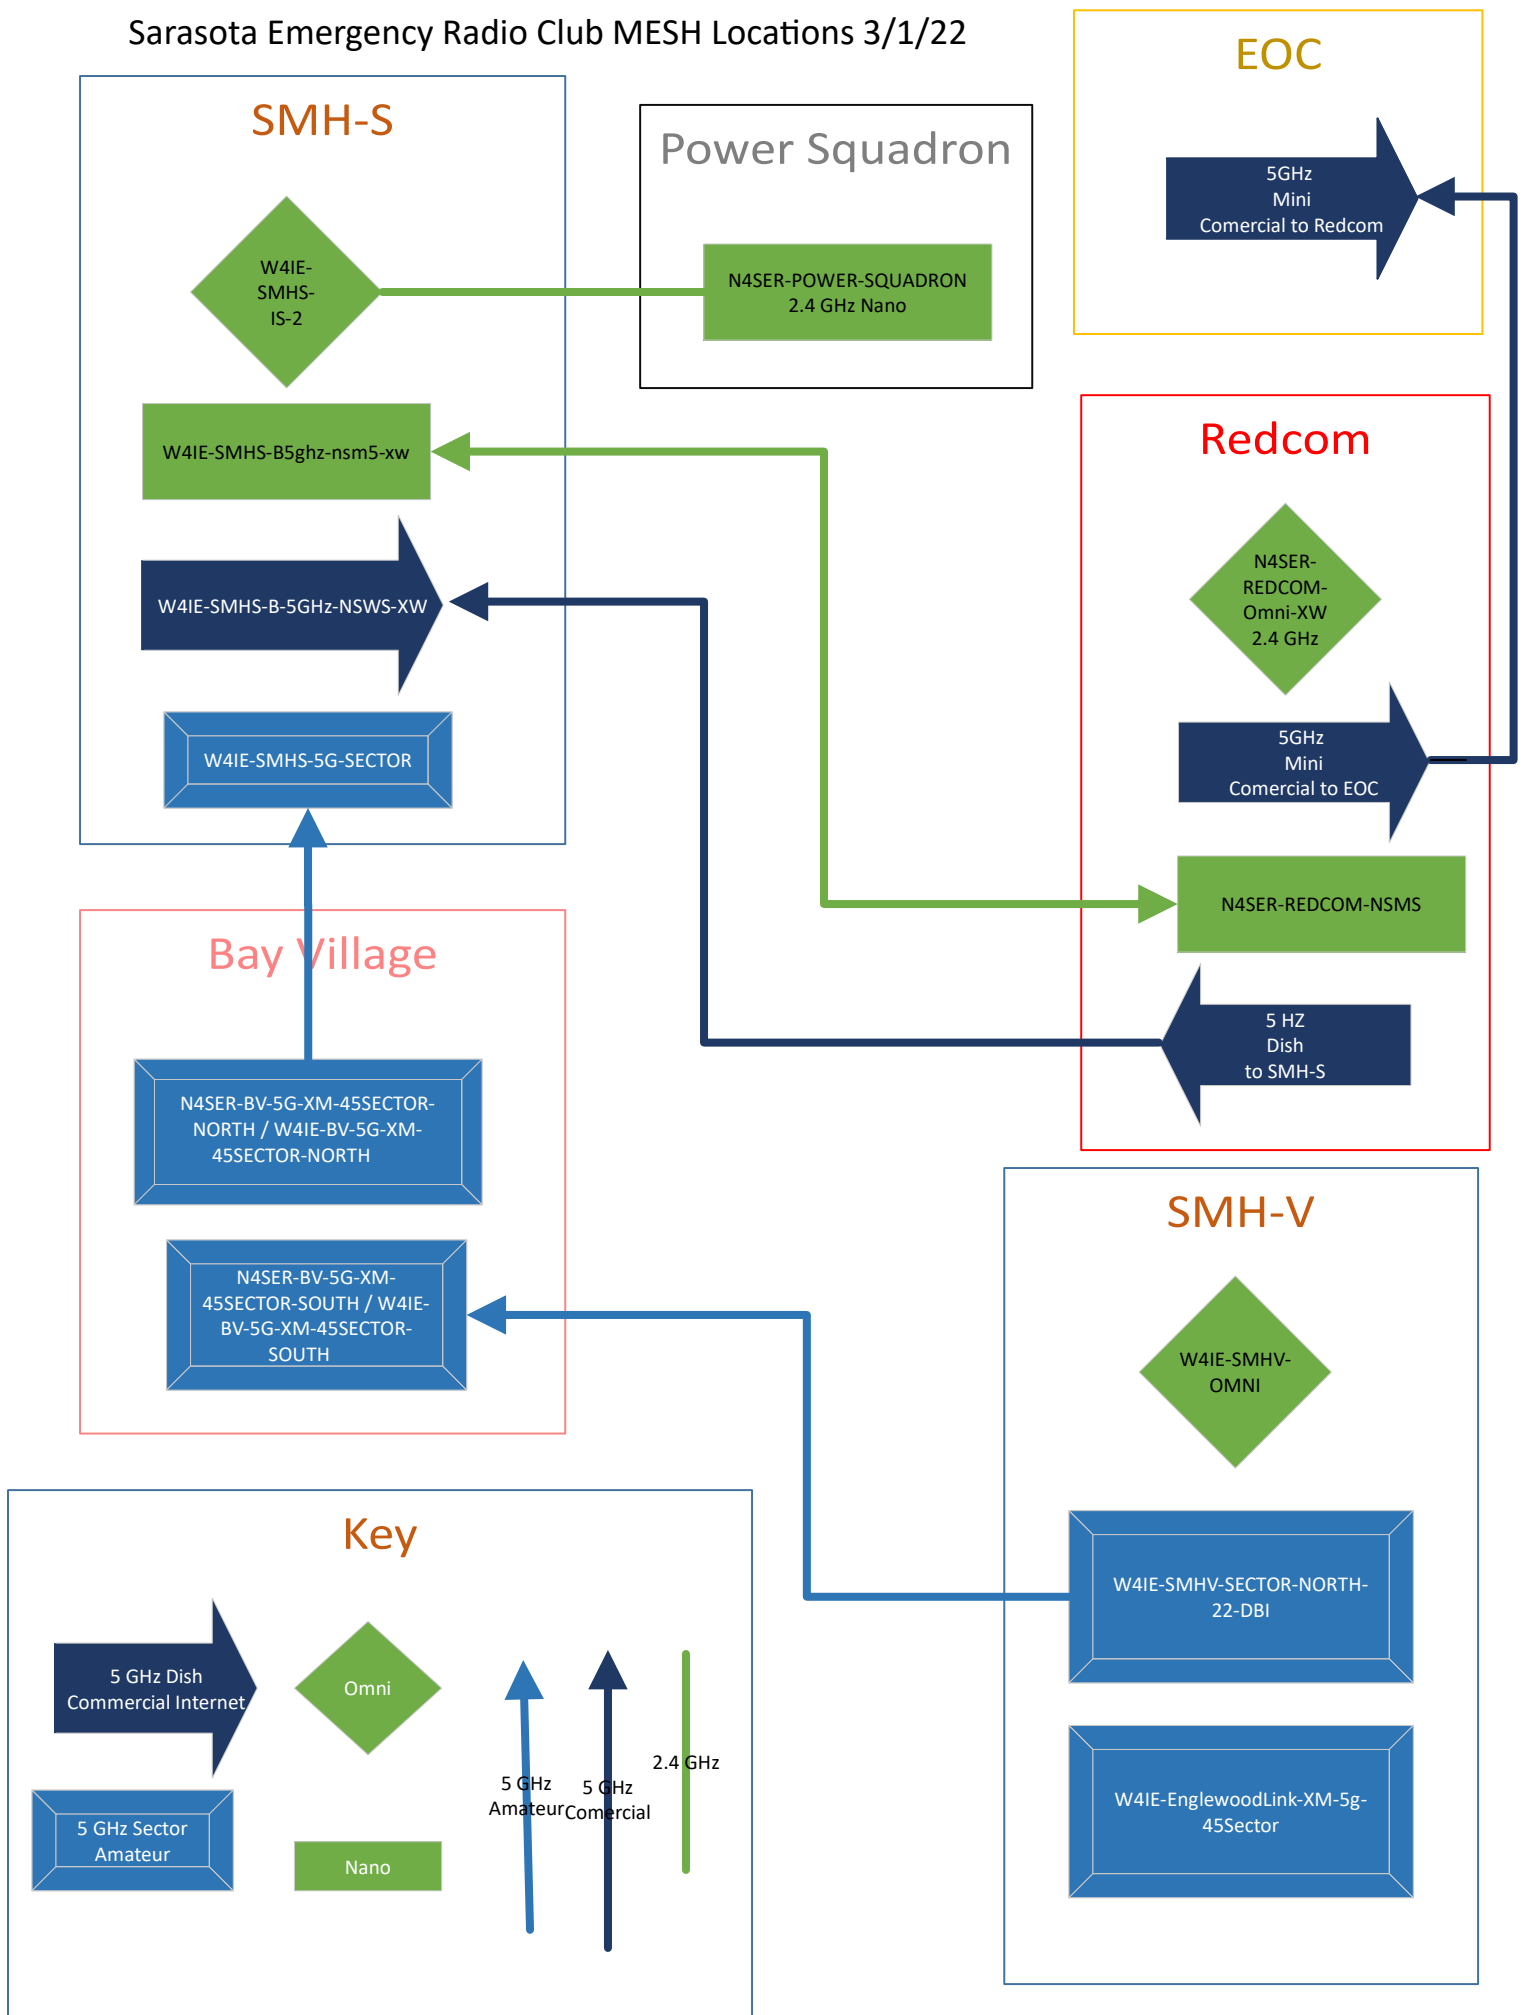 Sarasota Emergency Radio Club MESH Locations 3/1/22
EOC
5GHz
Mini
Comercial to Redcom
SMH-S
W4IE-
SMHS-
IS-2
W4IE-SMHS-B5ghz-nsm5-xw
W4IE-SMHS-B-5GHz-NSWS-XW
W4IE-SMHS-5G-SECTOR
Power Squadron
N4SER-POWER-SQUADRON
2.4 GHz Nano
Redcom
N4SER-
REDCOM-
Omni-XW
2.4 GHz
5GHz
Mini
Comercial to EOC
N4SER-REDCOM-NSMS
5 HZ
Dish
to SMH-S
Bay Village
N4SER-BV-5G-XM-45SECTOR-
NORTH / W4IE-BV-5G-XM-
45SECTOR-NORTH
N4SER-BV-5G-XM-
45SECTOR-SOUTH / W4IE-
BV-5G-XM-45SECTOR-
SOUTH
SMH-V
W4IE-SMHV-
OMNI
W4IE-SMHV-SECTOR-NORTH-
22-DBI
W4IE-EnglewoodLink-XM-5g-
45Sector
Key
5 GHz Dish
Commercial Internet
Omni
5 GHz Sector
Amateur
Nano
5 GHz
Amateur
5 GHz
Comercial
2.4 GHz